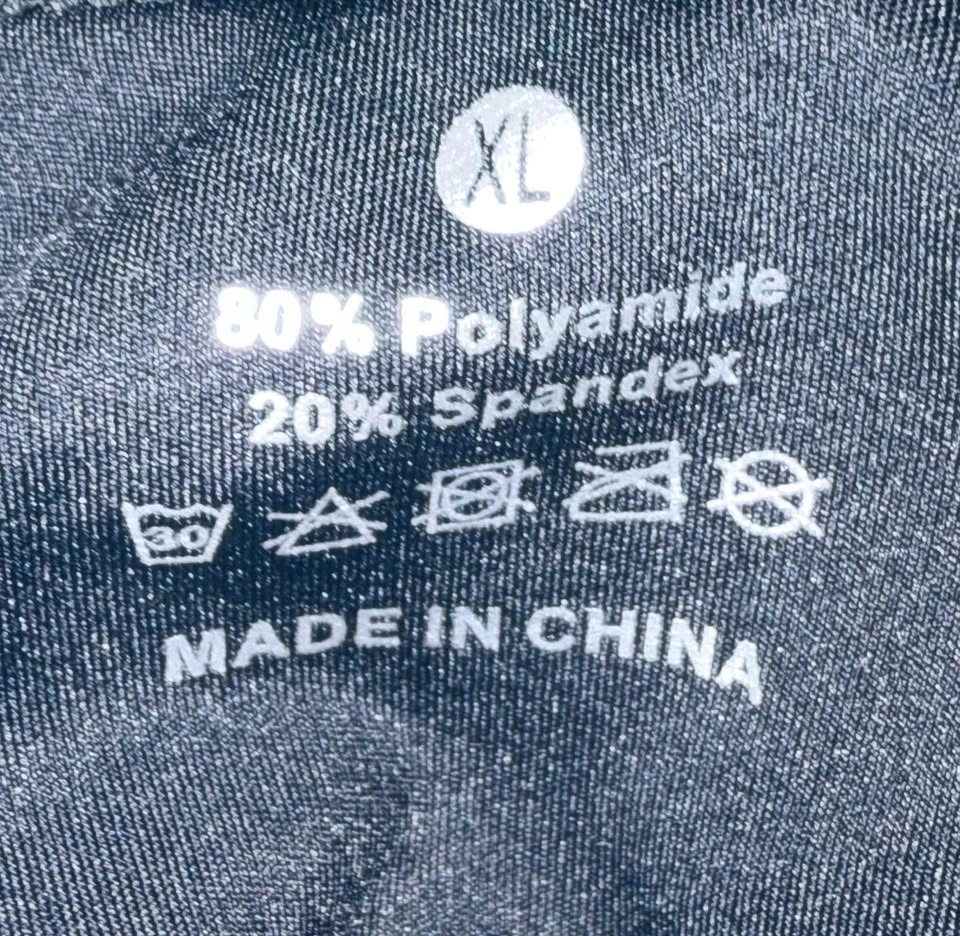 XL
80% Polyamide
20% Spandex
30
MADE IN CHINA